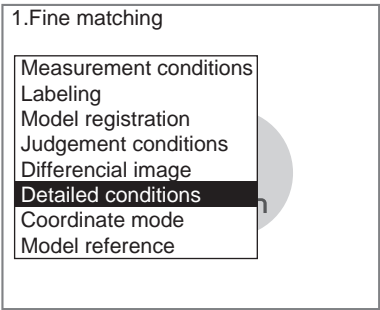 1.Fine matching
Measurement conditions
Labeling
Model registration
Judgement conditions
Differencial image
Detailed conditions
Coordinate mode
Model reference